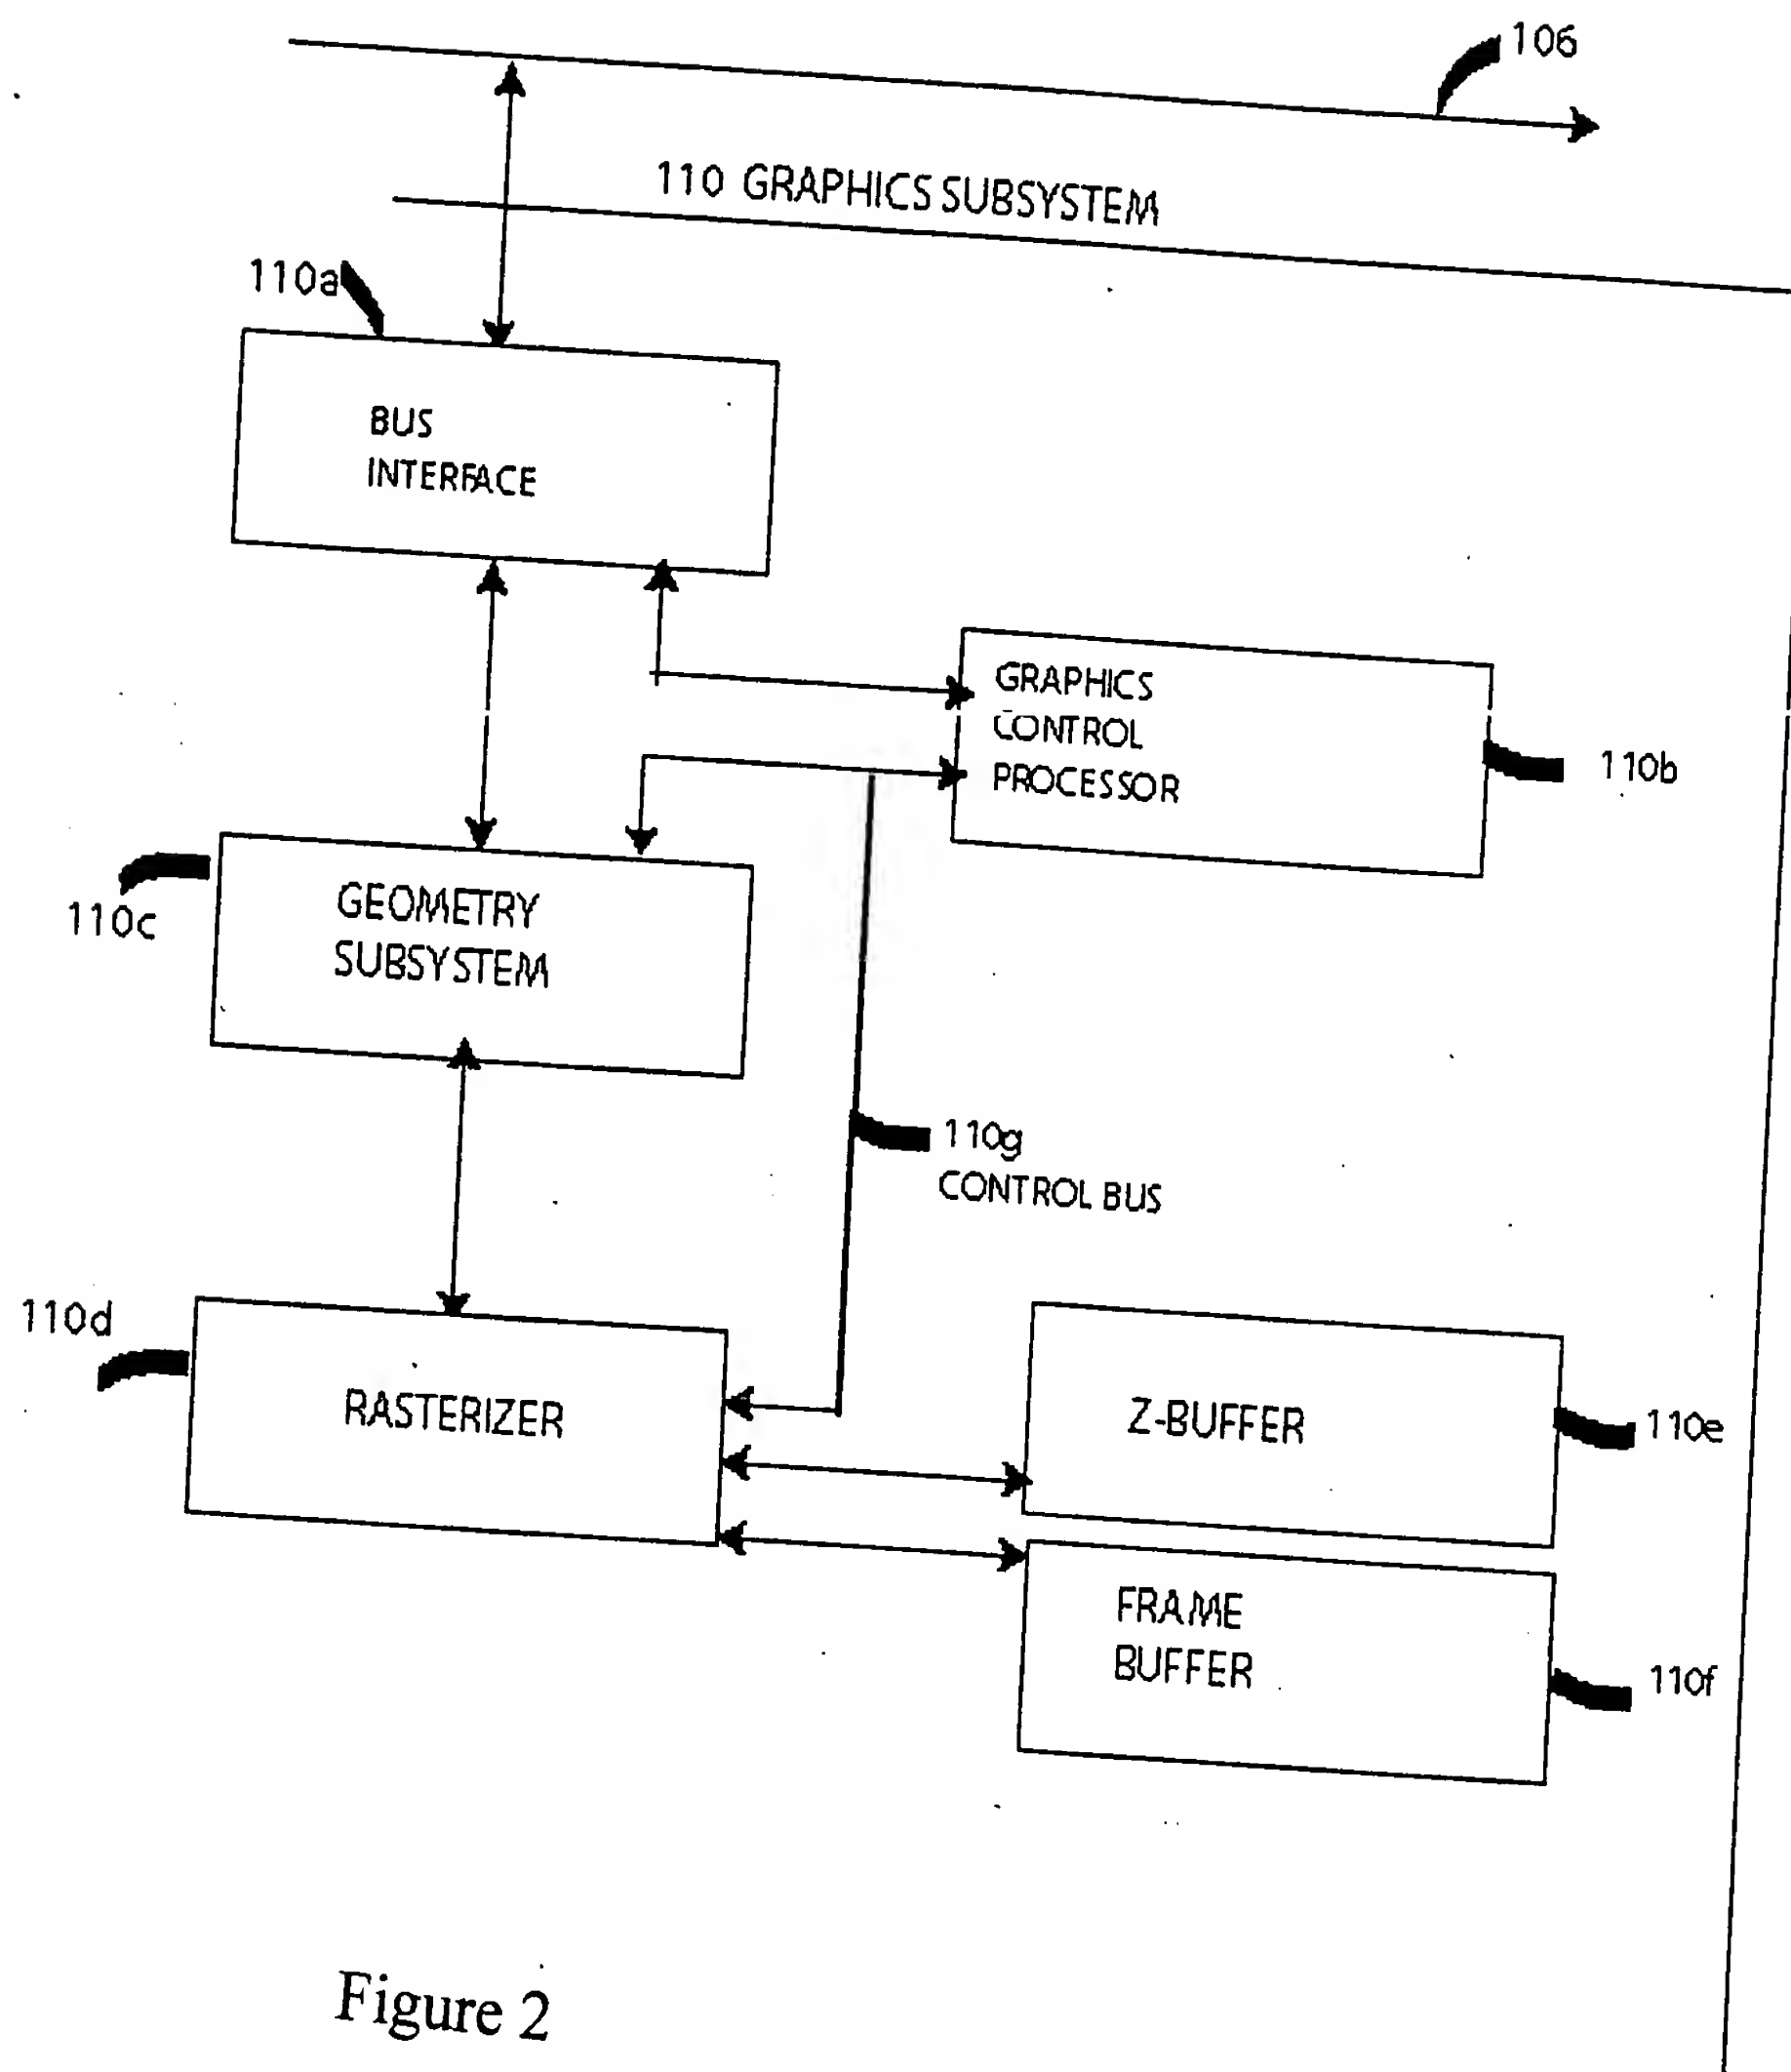 106
110 GRAPHICS SUBSYSTEM
110a
BUS
INTERFACE
GRAPHICS
CONTROL
PROCESSOR
110b
110c
GEOMETRY
SUBSYSTEM
110g
CONTROL BUS
110d
RASTERIZER
Z-BUFFER
110e
FRAME
BUFFER
110f
Figure 2